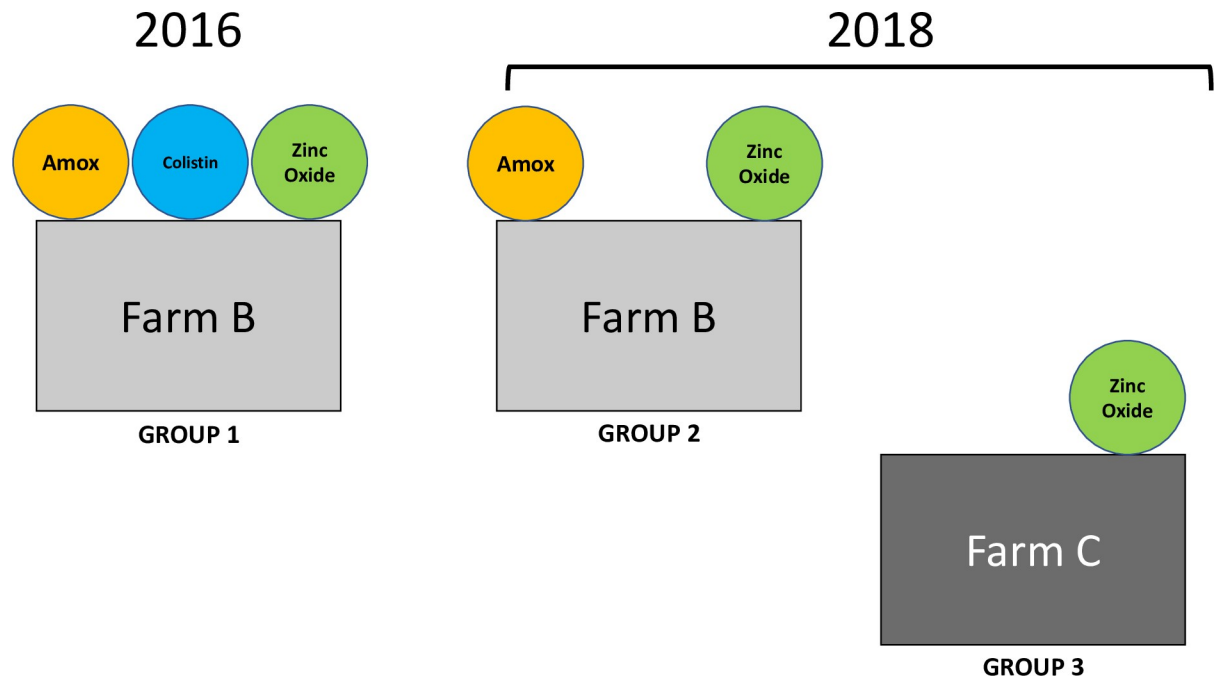 2016
2018
Amox
Colistin
Zinc
Oxide
Amox
Zinc
Oxide
Farm B
Farm B
GROUP 1
GROUP 2
Zinc
Oxide
Farm C
GROUP 3